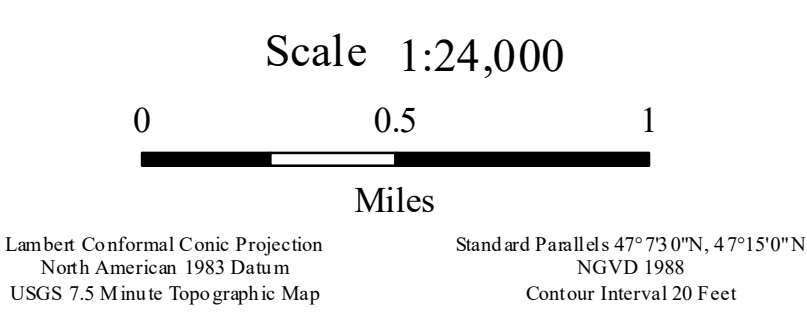 Scale 1:24,000
0 0.5 1
Miles
Lambert Conformal Conic Projection
North American 1983 Datum
USGS 7.5 Minute Topographic Map
Standard Parallels 47°7'30"N, 47°15'0"N
NGVD 1988
Contour Interval 20 Feet